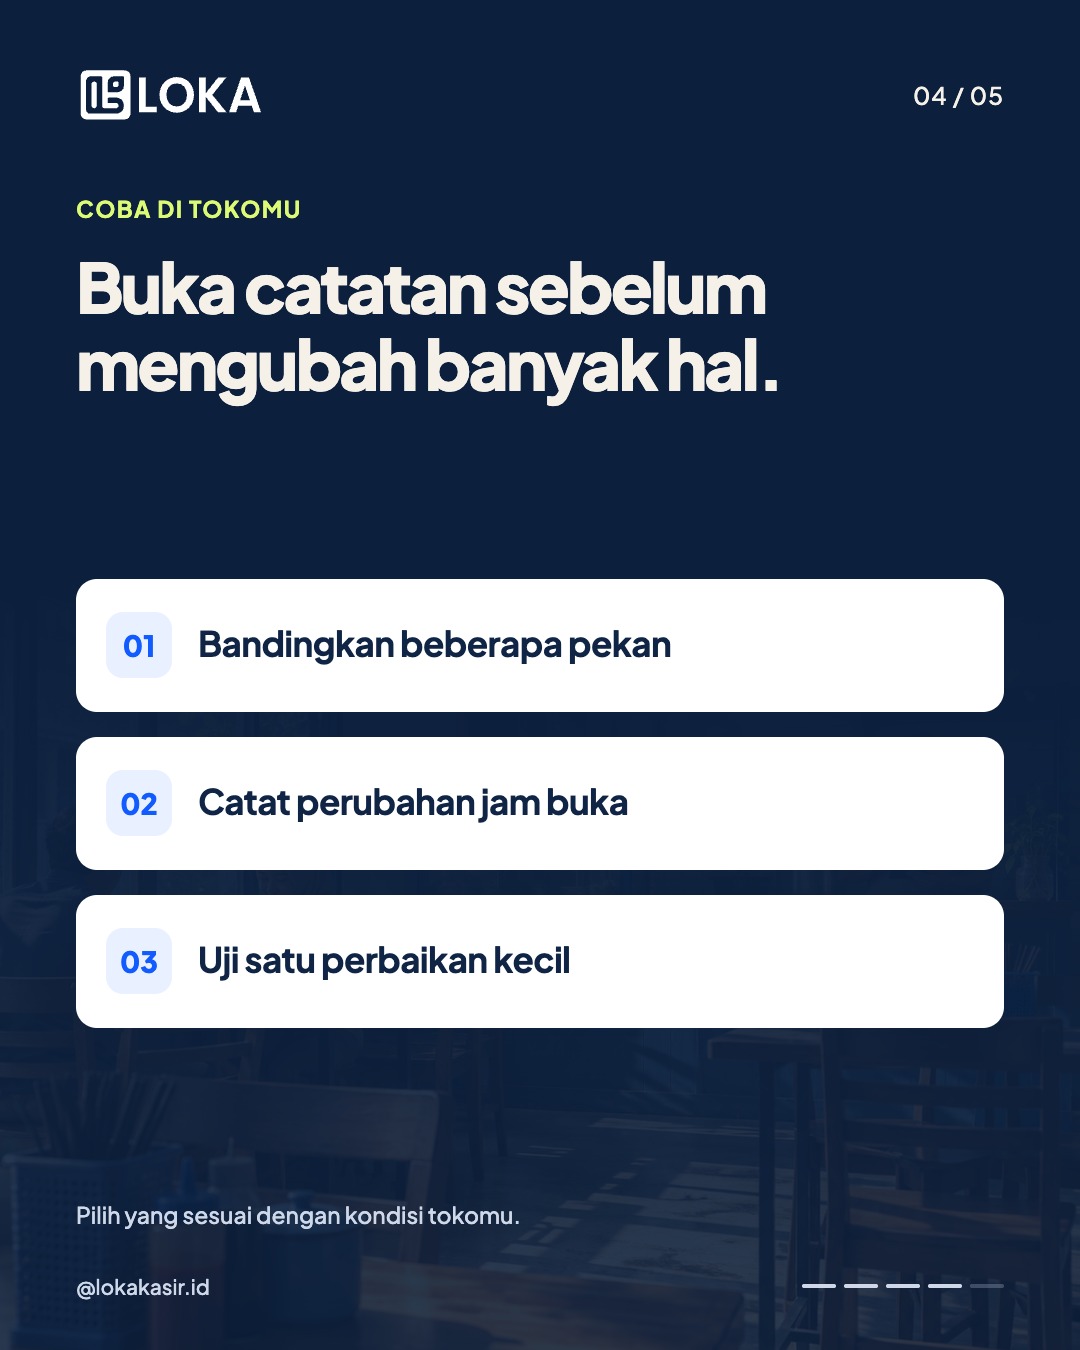 LOKA
04 / 05
COBA DI TOKOMU
Buka catatan sebelum
mengubah banyak hal.
01 Bandingkan beberapa pekan
02 Catat perubahan jam buka
03 Uji satu perbaikan kecil
Pilih yang sesuai dengan kondisi tokomu.
@lokakasir.id